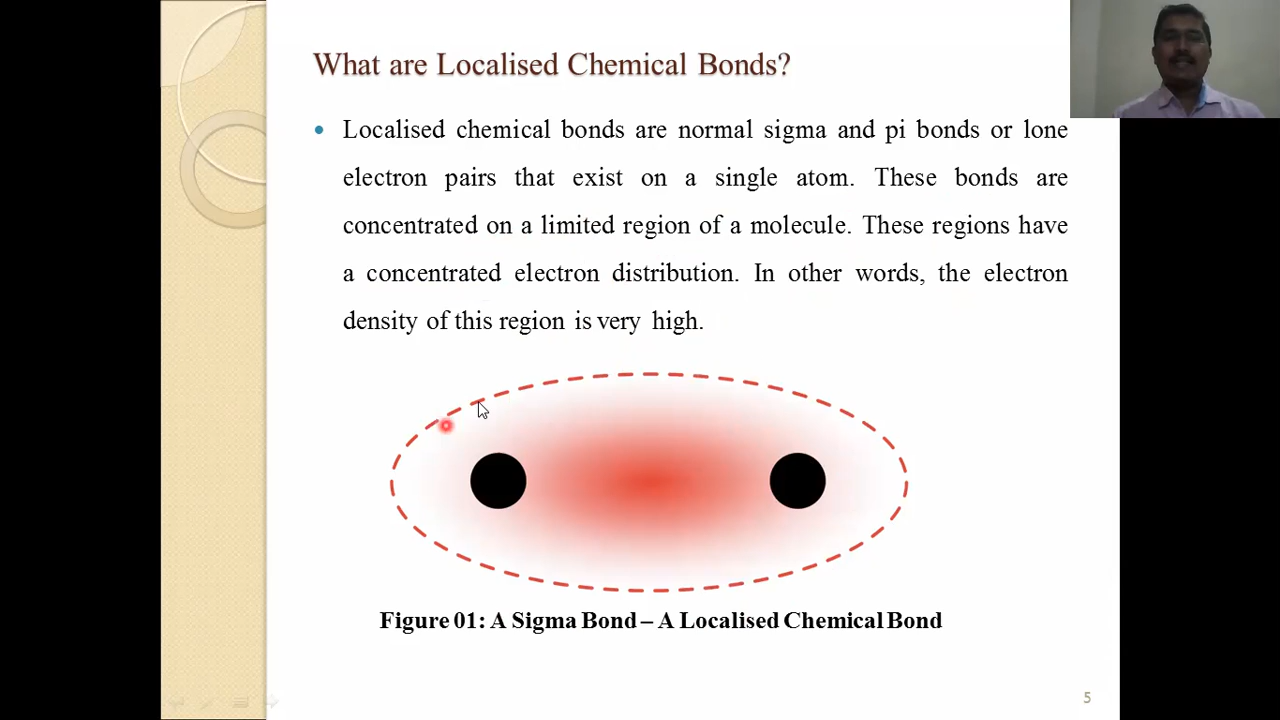 What are Localised Chemical Bonds?
Localised chemical bonds are normal sigma and pi bonds or lone
electron pairs that exist on a single atom. These bonds are
concentrated on a limited region of a molecule. These regions have
a concentrated electron distribution. In other words, the electron
density of this region is very high.
Figure 01: A Sigma Bond – A Localised Chemical Bond
5